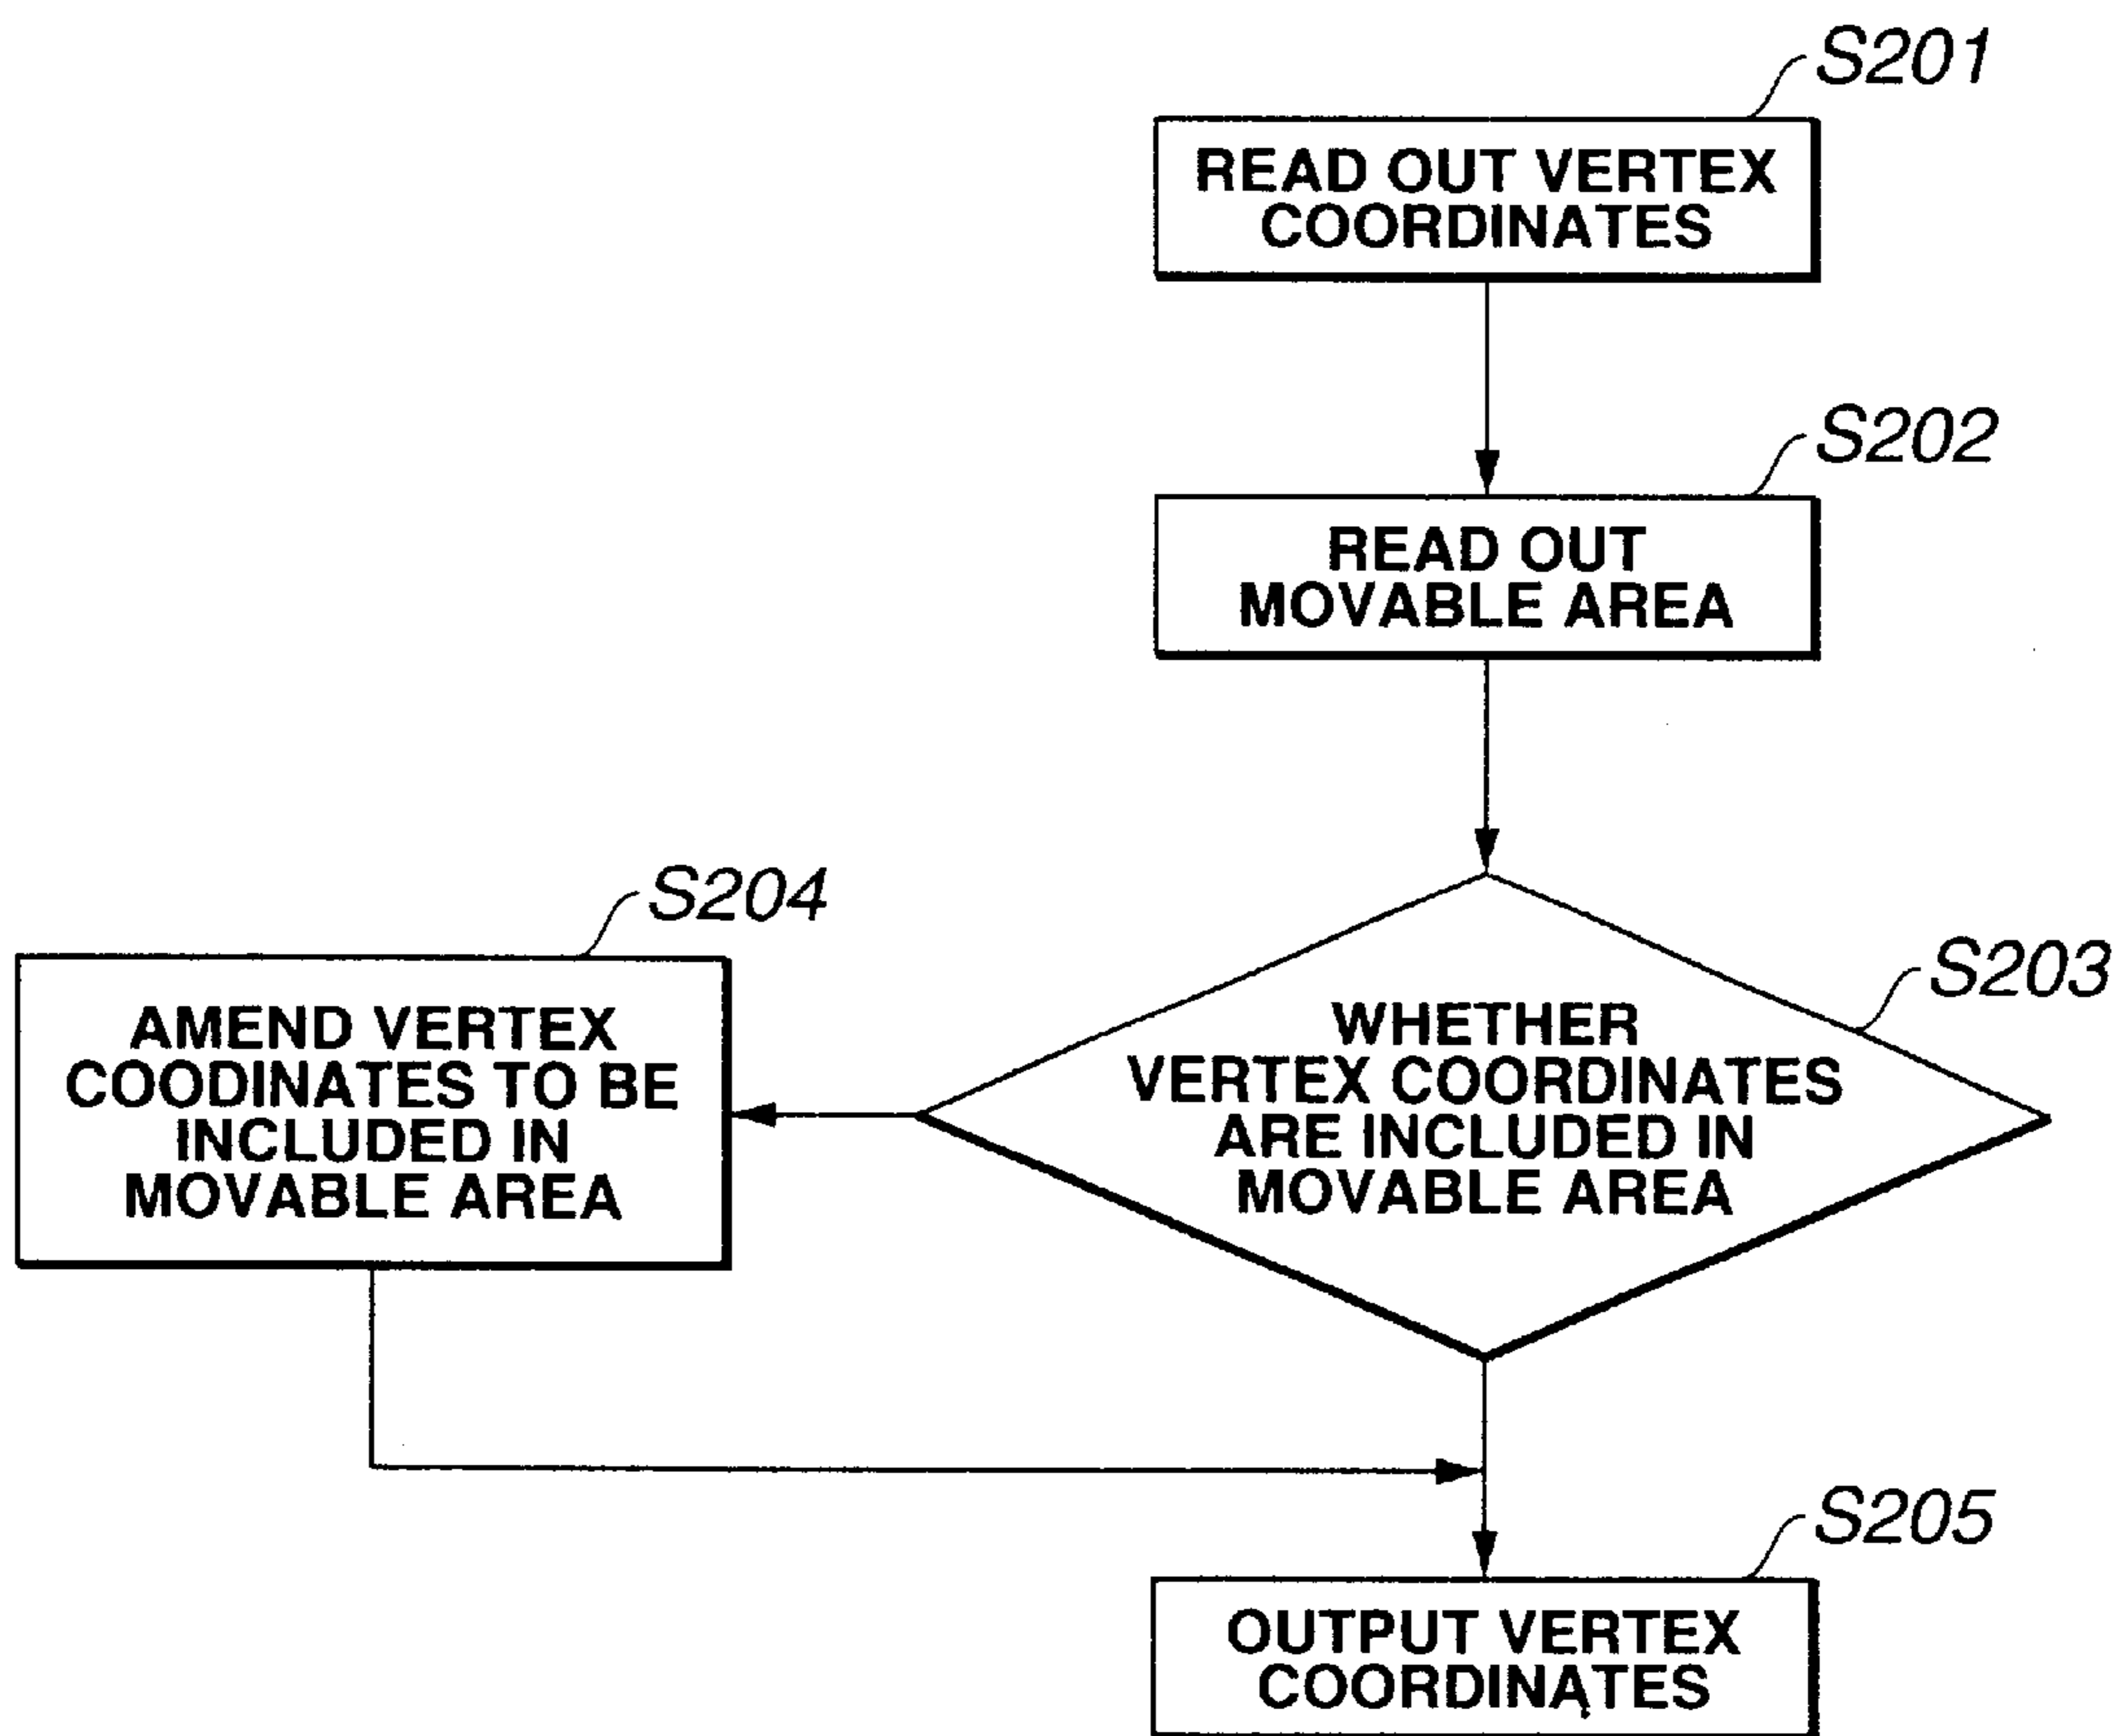 S201
READ OUT VERTEX
COORDINATES
S202
READ OUT
MOVABLE AREA
S204
AMEND VERTEX
COODINATES TO BE
INCLUDED IN
MOVABLE AREA
S203
WHETHER
VERTEX COORDINATES
ARE INCLUDED IN
MOVABLE AREA
S205
OUTPUT VERTEX
COORDINATES